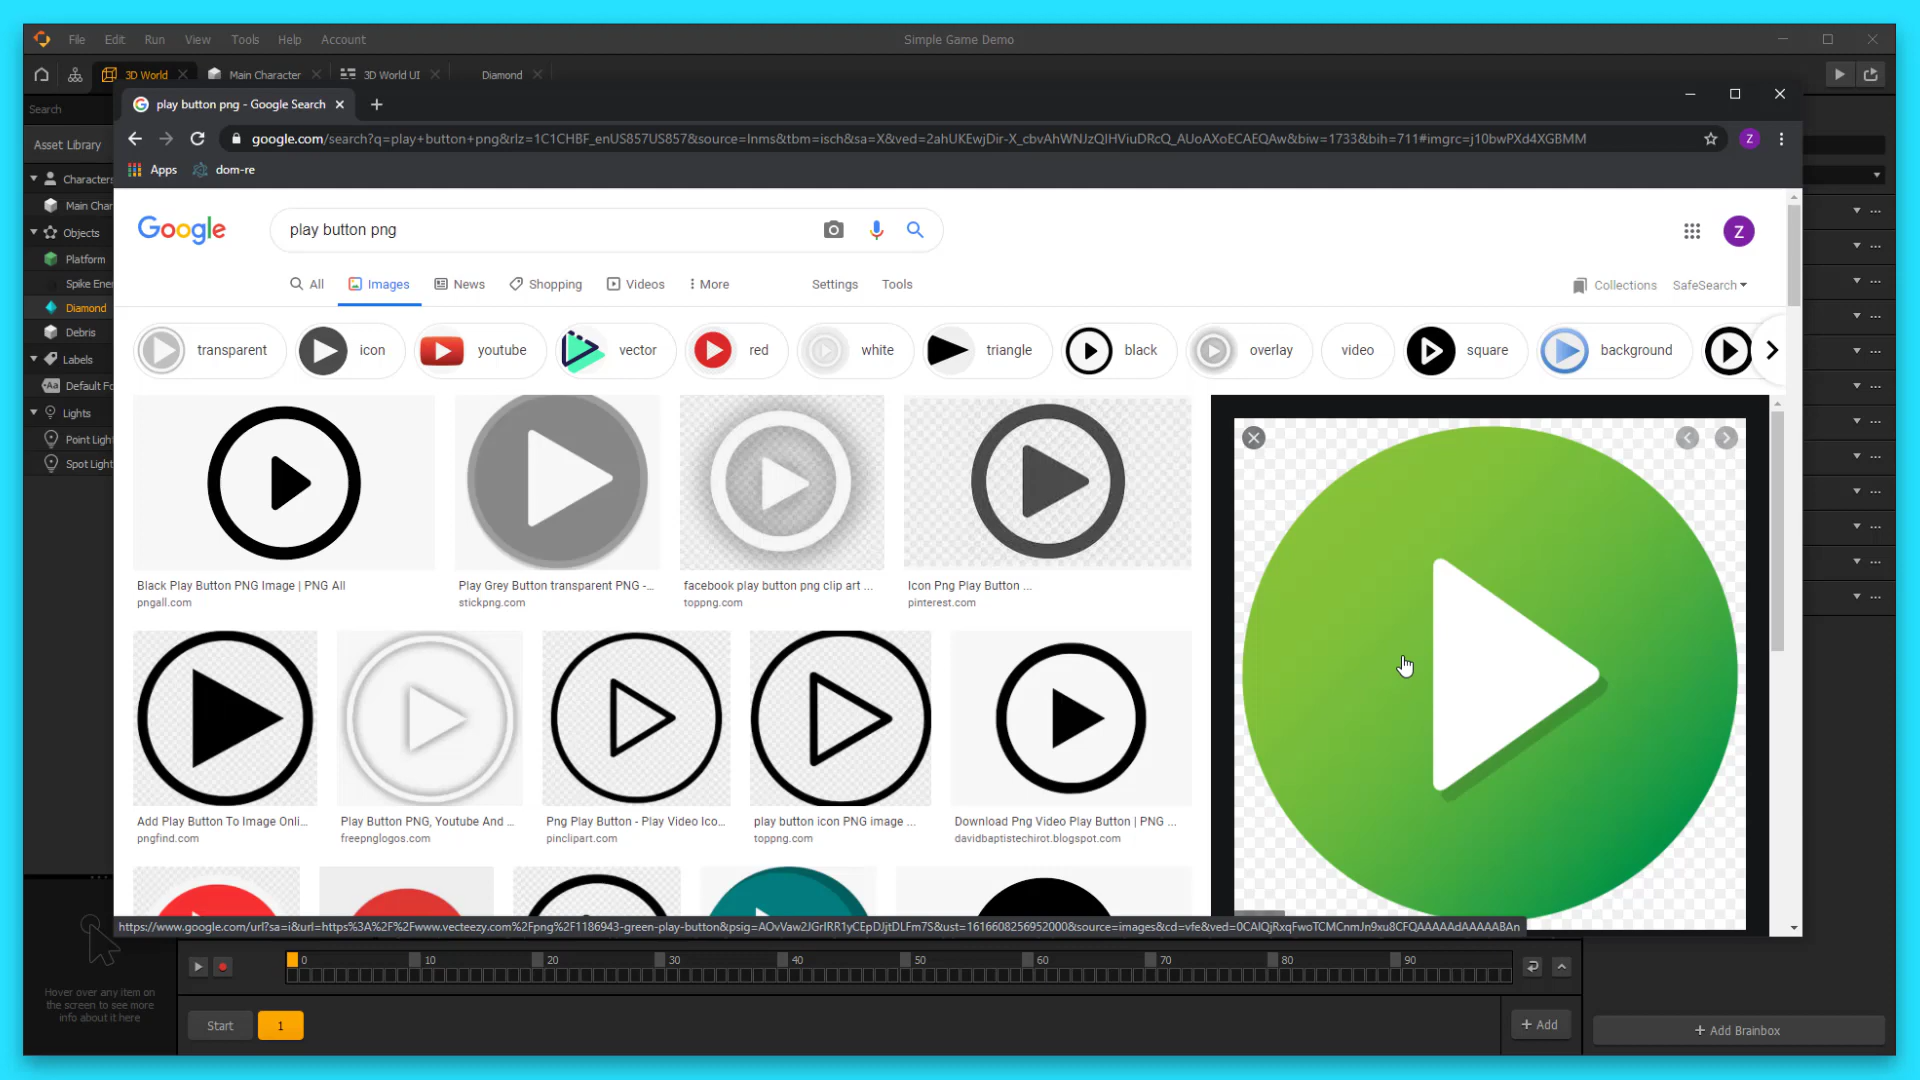 File Edit Run View Tools Help Account Simple Game Demo
3D World Main Character 3D World UI Diamond
play button png - Google Search
Search
google.com/search?q=play+button+png&rlz=1C1CHBF_enUS857US857&source=lnms&tbm=isch&sa=X&ved=2ahUKEwjDir-X_cbvAhWNJzQIHViuDRcQ_AUoAXoECAEQAw&biw=1733&bih=711#imgrc=j10bwPXd4XGBMM
Z
Asset Library
Apps dom-re
Characters
Main Char
Objects
Platform
Spike Ene
Diamond
Debris
Labels
Aa Default Fo
Lights
Point Ligh
Spot Light
Google play button png Z
All Images News Shopping Videos More Settings Tools Collections SafeSearch
transparent icon youtube vector red white triangle black overlay video square background
Black Play Button PNG Image | PNG All
pngall.com
Play Grey Button transparent PNG -...
stickpng.com
facebook play button png clip art ...
toppng.com
Icon Png Play Button ...
pinterest.com
Add Play Button To Image Onli...
pngfind.com
Play Button PNG, Youtube And ...
freepnglogos.com
Png Play Button - Play Video Ico...
pinclipart.com
play button icon PNG image ...
toppng.com
Download Png Video Play Button | PNG ...
davidbaptistechirot.blogspot.com
https://www.google.com/url?sa=i&url=https%3A%2F%2Fwww.vecteezy.com%2Fpng%2F1186943-green-play-button&psig=AOvVaw2JGrIRR1yCEpDJjtDLFm7S&ust=1616608256952000&source=images&cd=vfe&ved=0CAIQjRxqFwoTCMCnmJn9xu8CFQAAAAAdAAAAABAn
0 10 20 30 40 50 60 70 80 90
Hover over any item on
the screen to see more
info about it here
Start 1 + Add + Add Brainbox